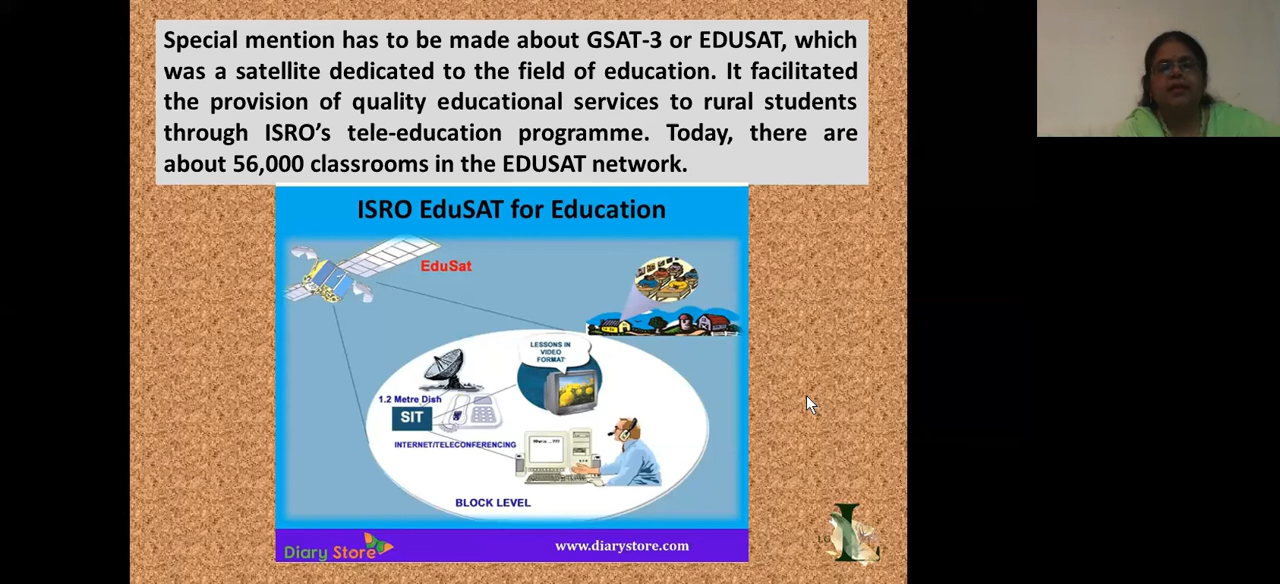 Special mention has to be made about GSAT-3 or EDUSAT, which
was a satellite dedicated to the field of education. It facilitated
the provision of quality educational services to rural students
through ISRO's tele-education programme. Today, there are
about 56,000 classrooms in the EDUSAT network.
ISRO EduSAT for Education
EduSat
LESSONS IN
VIDEO
FORMAT
1.2 Metre Dish
SIT
INTERNET/TELECONFERENCING
BLOCK LEVEL
Diary Store
www.diarystore.com
L